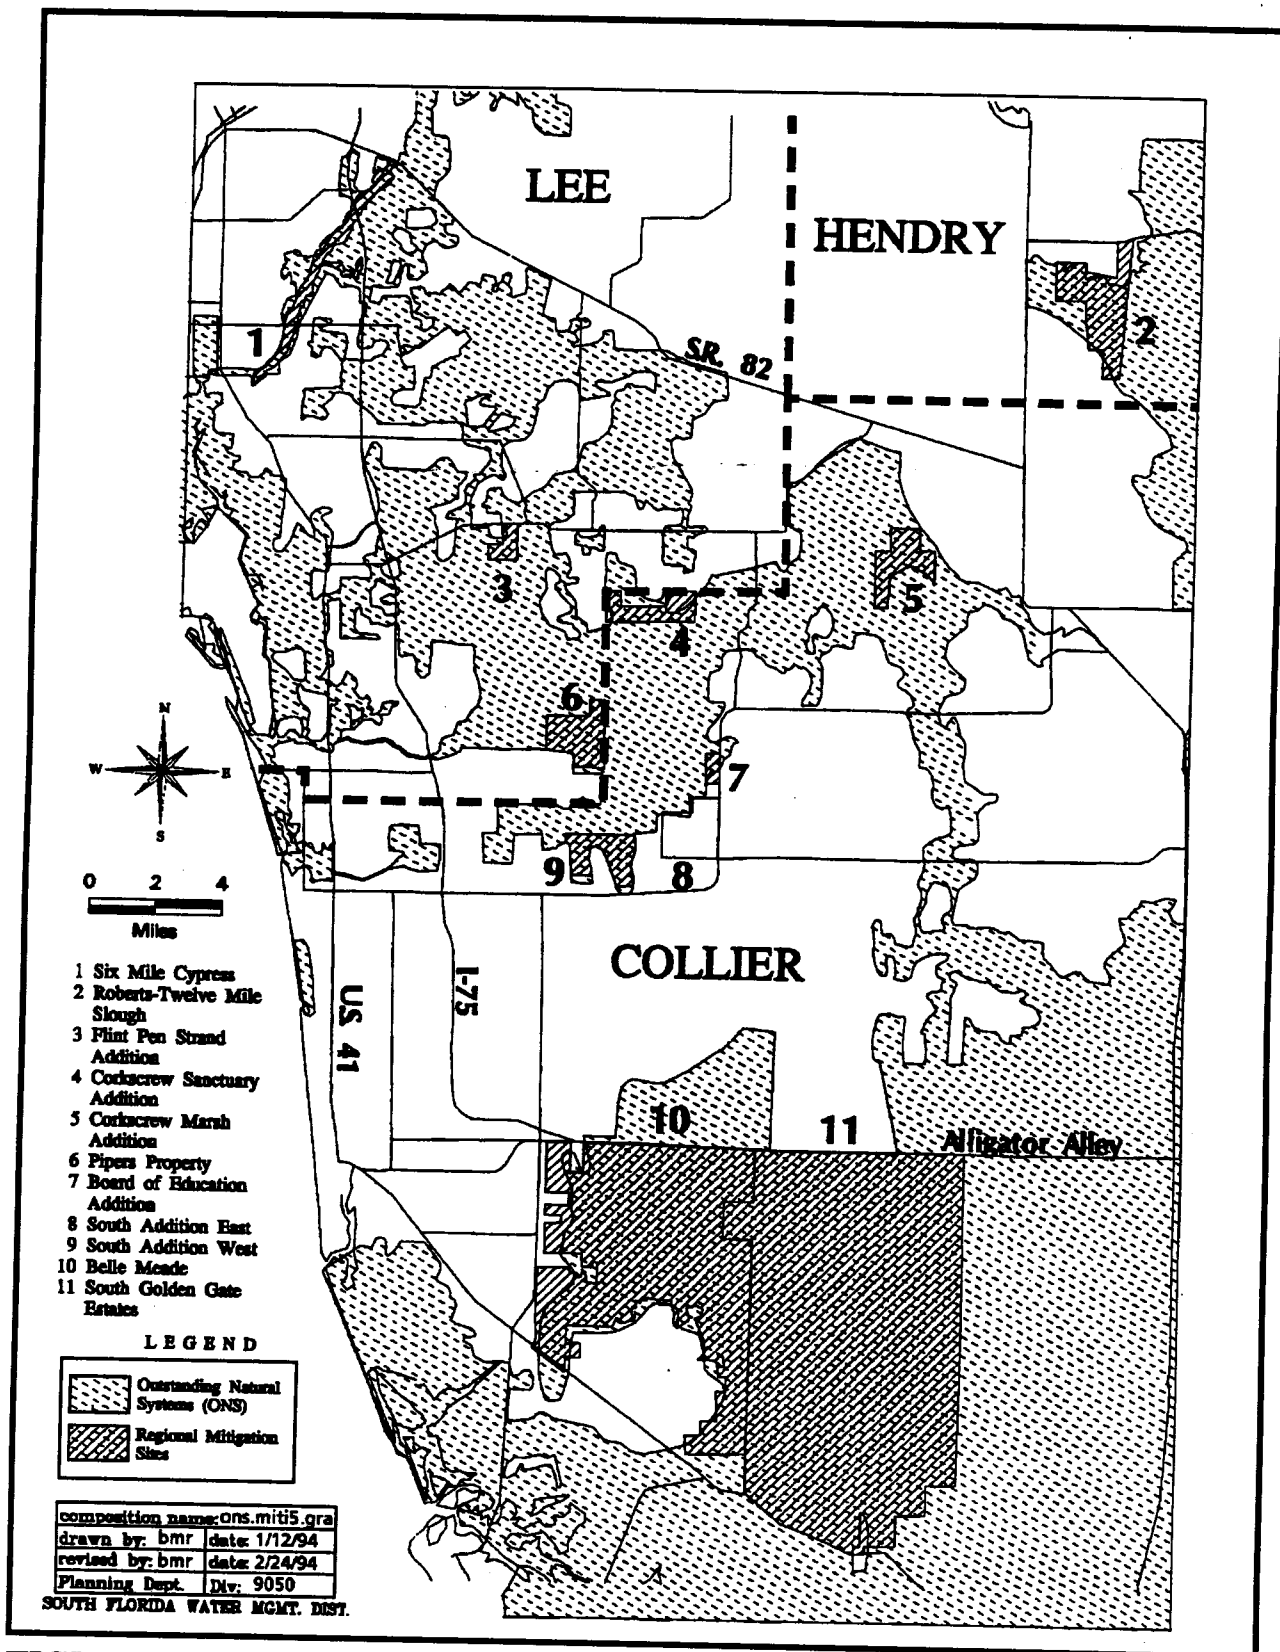 LEE
HENDRY
1
2
S.R. 82
3
4
5
6
7
N
W E
S
9
8
0 2 4
Miles
COLLIER
U.S. 41
I-75
1 Six Mile Cypress
2 Roberts-Twelve Mile
Slough
3 Flint Pen Strand
Addition
4 Corkscrew Sanctuary
Addition
5 Corkscrew Marsh
Addition
6 Pipers Property
7 Board of Education
Addition
8 South Addition East
9 South Addition West
10 Belle Meade
11 South Golden Gate
Estates
10
11
Alligator Alley
LEGEND
Outstanding Natural
Systems (ONS)
Regional Mitigation
Sites
composition name: ons.miti5.gra
drawn by: bmr date: 1/12/94
revised by: bmr date: 2/24/94
Planning Dept. Div: 9050
SOUTH FLORIDA WATER MGMT. DIST.